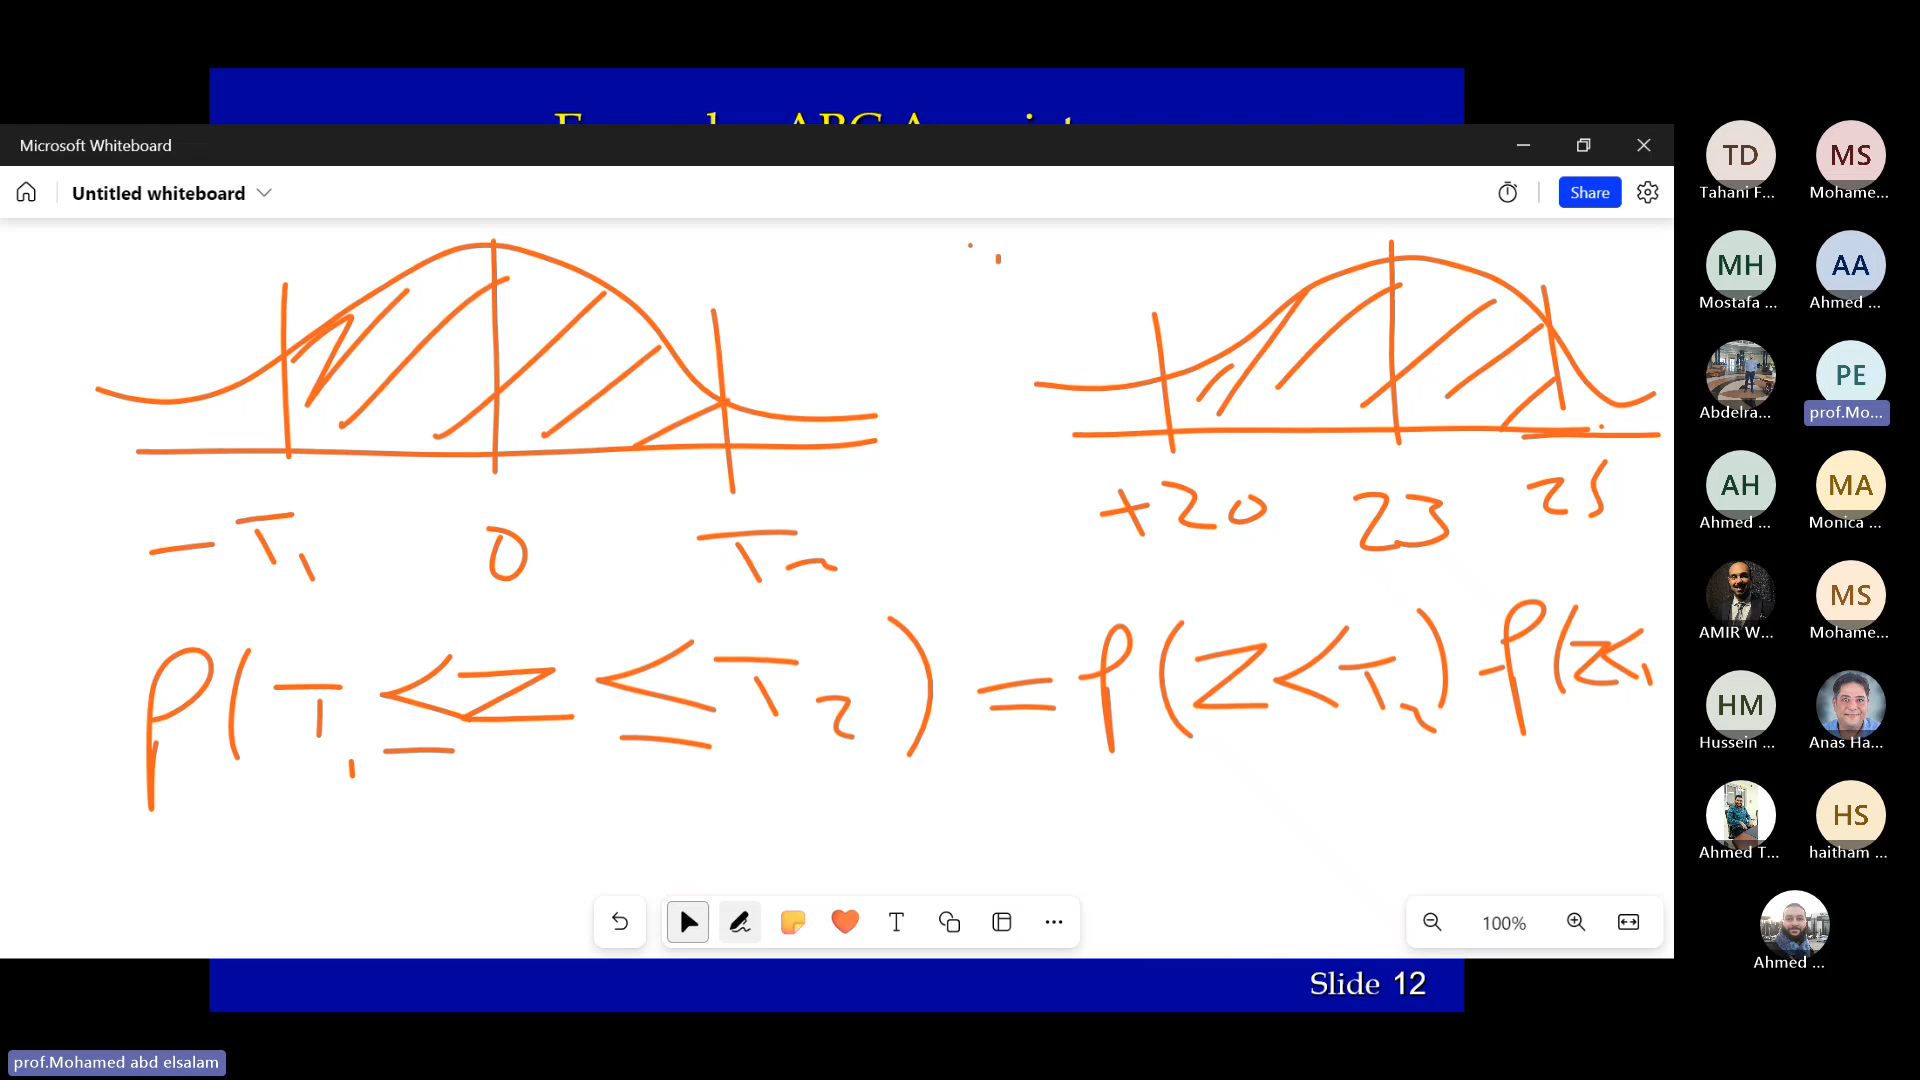 Microsoft Whiteboard
Untitled whiteboard
Share
- T1 0 T2
+20 23 25
P(T1 ≤ Z ≤ T2) = P(Z<T2) - P(Z<
100%
Slide 12
prof.Mohamed abd elsalam
TD MS
Tahani F... Mohame...
MH AA
Mostafa ... Ahmed ...
PE
Abdelra... prof.Mo...
AH MA
Ahmed ... Monica ...
MS
AMIR W... Mohame...
HM
Hussein ... Anas Ha...
HS
Ahmed T... haitham ...
Ahmed ...